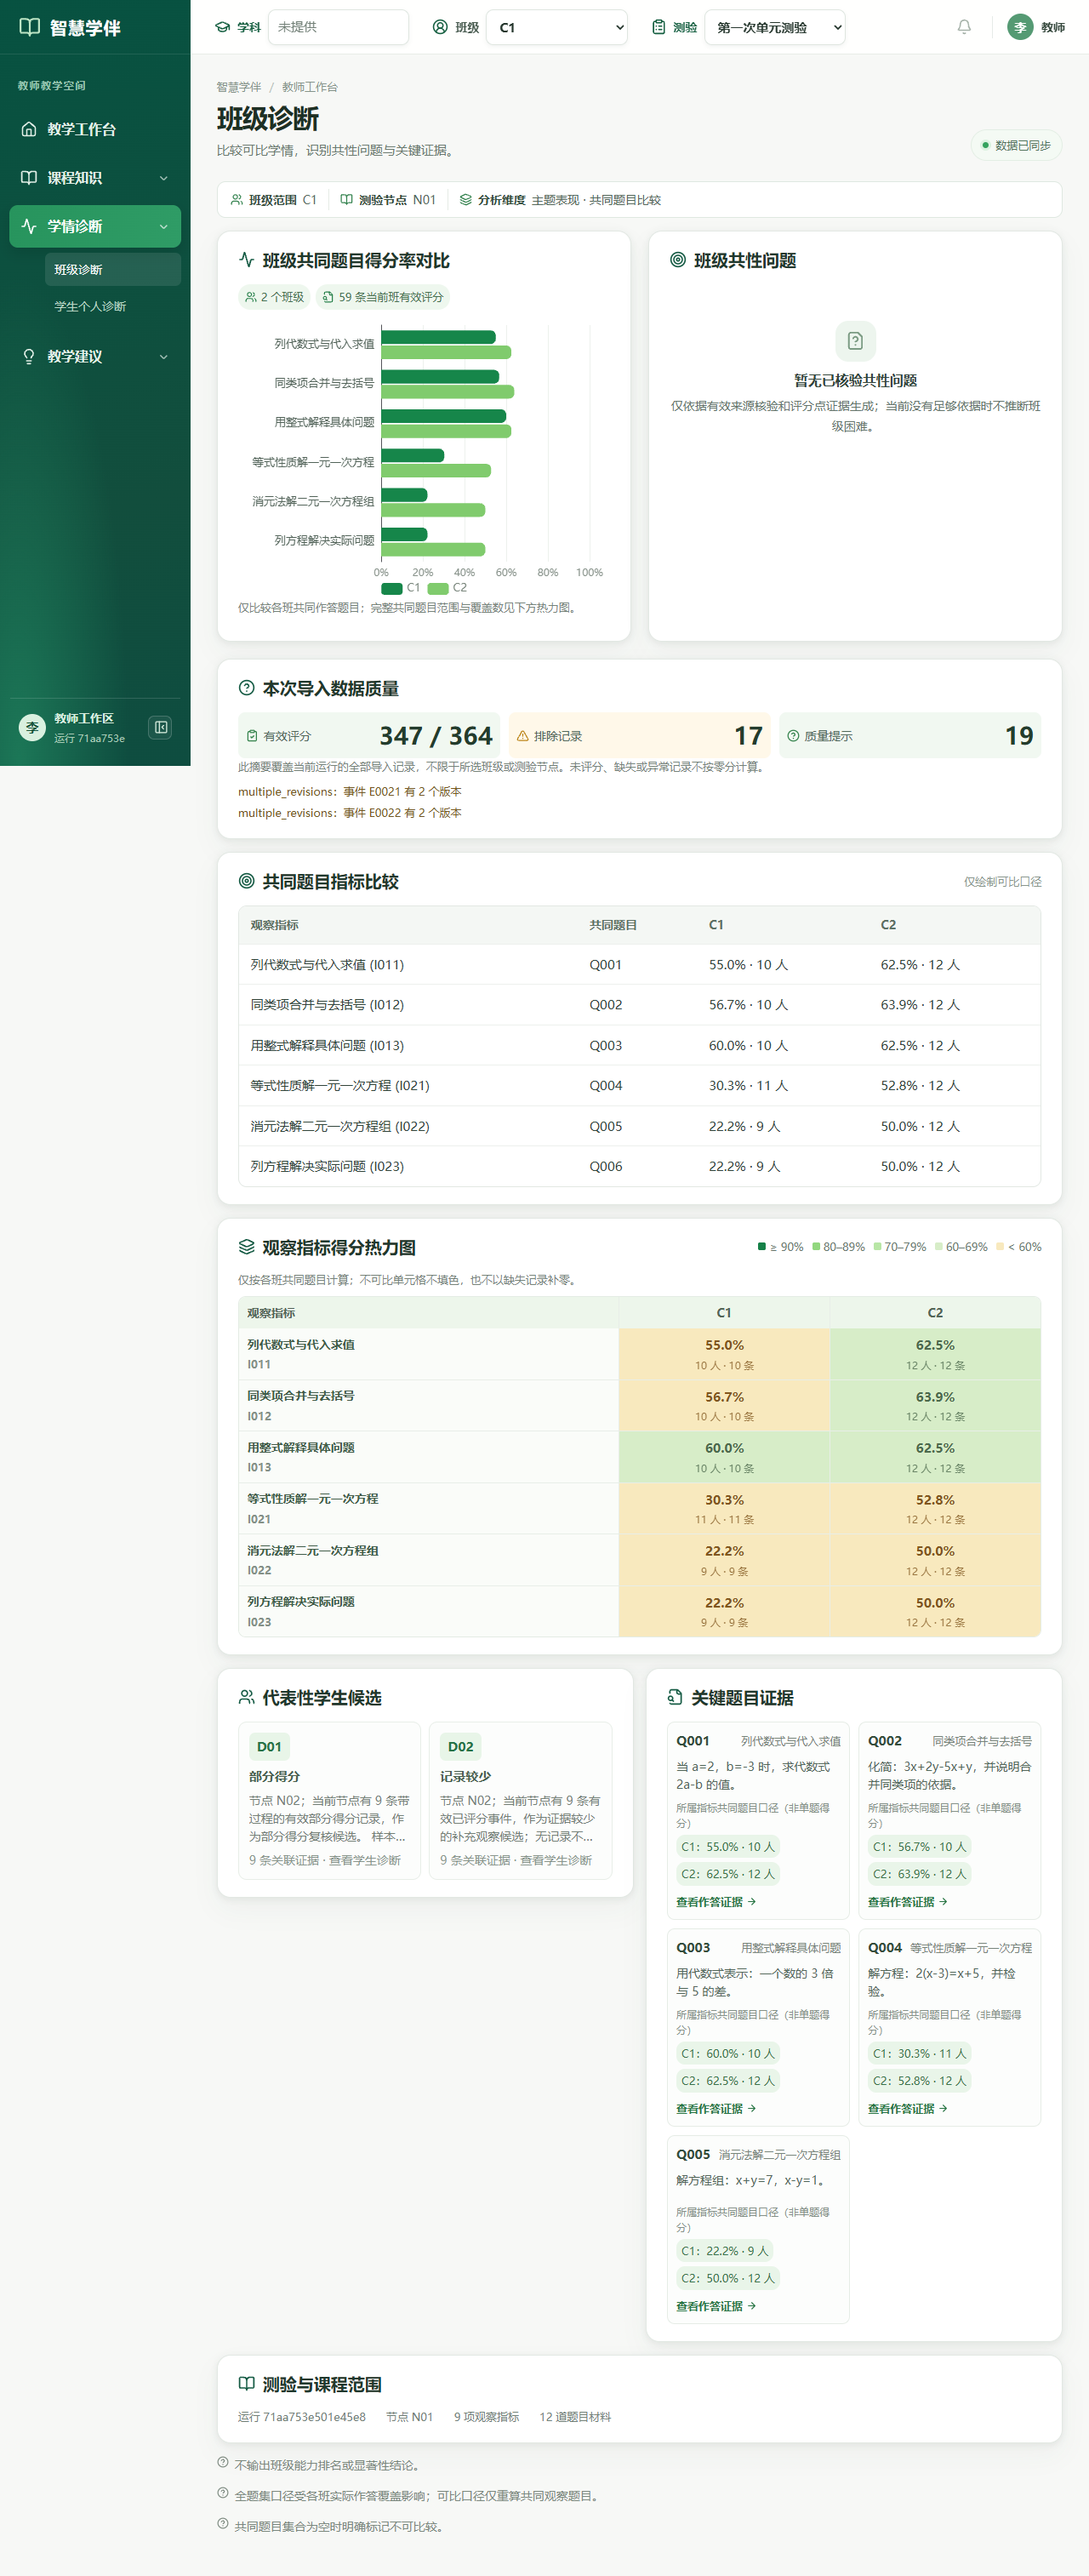 智慧学伴
学科 未提供 班级 C1 测验 第一次单元测验 李 教师
教师教学空间
教学工作台
课程知识
学情诊断
班级诊断
学生个人诊断
教学建议
李 教师工作区
运行 71aa753e
智慧学伴 / 教师工作台
班级诊断
比较可比学情，识别共性问题与关键证据。
数据已同步
班级范围 C1 测验节点 N01 分析维度 主题表现 · 共同题目比较
班级共同题目得分率对比
2 个班级 59 条当前班有效评分
列代数式与代入求值
同类项合并与去括号
用整式解释具体问题
等式性质解一元一次方程
消元法解二元一次方程组
列方程解决实际问题
0% 20% 40% 60% 80% 100%
C1 C2
仅比较各班共同作答题目；完整共同题目范围与覆盖数见下方热力图。
班级共性问题
暂无已核验共性问题
仅依据有效来源核验和评分点证据生成；当前没有足够依据时不推断班
级困难。
本次导入数据质量
有效评分 347 / 364 排除记录 17 质量提示 19
此摘要覆盖当前运行的全部导入记录，不限于所选班级或测验节点。未评分、缺失或异常记录不按零分计算。
multiple_revisions：事件 E0021 有 2 个版本
multiple_revisions：事件 E0022 有 2 个版本
共同题目指标比较 仅绘制可比口径
观察指标 共同题目 C1 C2
列代数式与代入求值 (I011) Q001 55.0% · 10 人 62.5% · 12 人
同类项合并与去括号 (I012) Q002 56.7% · 10 人 63.9% · 12 人
用整式解释具体问题 (I013) Q003 60.0% · 10 人 62.5% · 12 人
等式性质解一元一次方程 (I021) Q004 30.3% · 11 人 52.8% · 12 人
消元法解二元一次方程组 (I022) Q005 22.2% · 9 人 50.0% · 12 人
列方程解决实际问题 (I023) Q006 22.2% · 9 人 50.0% · 12 人
观察指标得分热力图 ≥ 90% 80–89% 70–79% 60–69% < 60%
仅按各班共同题目计算；不可比单元格不填色，也不以缺失记录补零。
观察指标 C1 C2
列代数式与代入求值 55.0% 62.5%
I011 10 人 · 10 条 12 人 · 12 条
同类项合并与去括号 56.7% 63.9%
I012 10 人 · 10 条 12 人 · 12 条
用整式解释具体问题 60.0% 62.5%
I013 10 人 · 10 条 12 人 · 12 条
等式性质解一元一次方程 30.3% 52.8%
I021 11 人 · 11 条 12 人 · 12 条
消元法解二元一次方程组 22.2% 50.0%
I022 9 人 · 9 条 12 人 · 12 条
列方程解决实际问题 22.2% 50.0%
I023 9 人 · 9 条 12 人 · 12 条
代表性学生候选
D01
部分得分
节点 N02；当前节点有 9 条带
过程的有效部分得分记录，作
为部分得分复核候选。 样本...
9 条关联证据 · 查看学生诊断
D02
记录较少
节点 N02；当前节点有 9 条有
效已评分事件，作为证据较少
的补充观察候选；无记录不...
9 条关联证据 · 查看学生诊断
关键题目证据
Q001 列代数式与代入求值
当 a=2，b=-3 时，求代数式
2a-b 的值。
所属指标共同题目口径（非单题得
分）
C1：55.0% · 10 人
C2：62.5% · 12 人
查看作答证据 →
Q002 同类项合并与去括号
化简：3x+2y-5x+y，并说明合
并同类项的依据。
所属指标共同题目口径（非单题得
分）
C1：56.7% · 10 人
C2：63.9% · 12 人
查看作答证据 →
Q003 用整式解释具体问题
用代数式表示：一个数的 3 倍
与 5 的差。
所属指标共同题目口径（非单题得
分）
C1：60.0% · 10 人
C2：62.5% · 12 人
查看作答证据 →
Q004 等式性质解一元一次方程
解方程：2(x-3)=x+5，并检
验。
所属指标共同题目口径（非单题得
分）
C1：30.3% · 11 人
C2：52.8% · 12 人
查看作答证据 →
Q005 消元法解二元一次方程组
解方程组：x+y=7，x-y=1。
所属指标共同题目口径（非单题得
分）
C1：22.2% · 9 人
C2：50.0% · 12 人
查看作答证据 →
测验与课程范围
运行 71aa753e501e45e8 节点 N01 9 项观察指标 12 道题目材料
不输出班级能力排名或显著性结论。
全题集口径受各班实际作答覆盖影响；可比口径仅重算共同观察题目。
共同题目集合为空时明确标记不可比较。